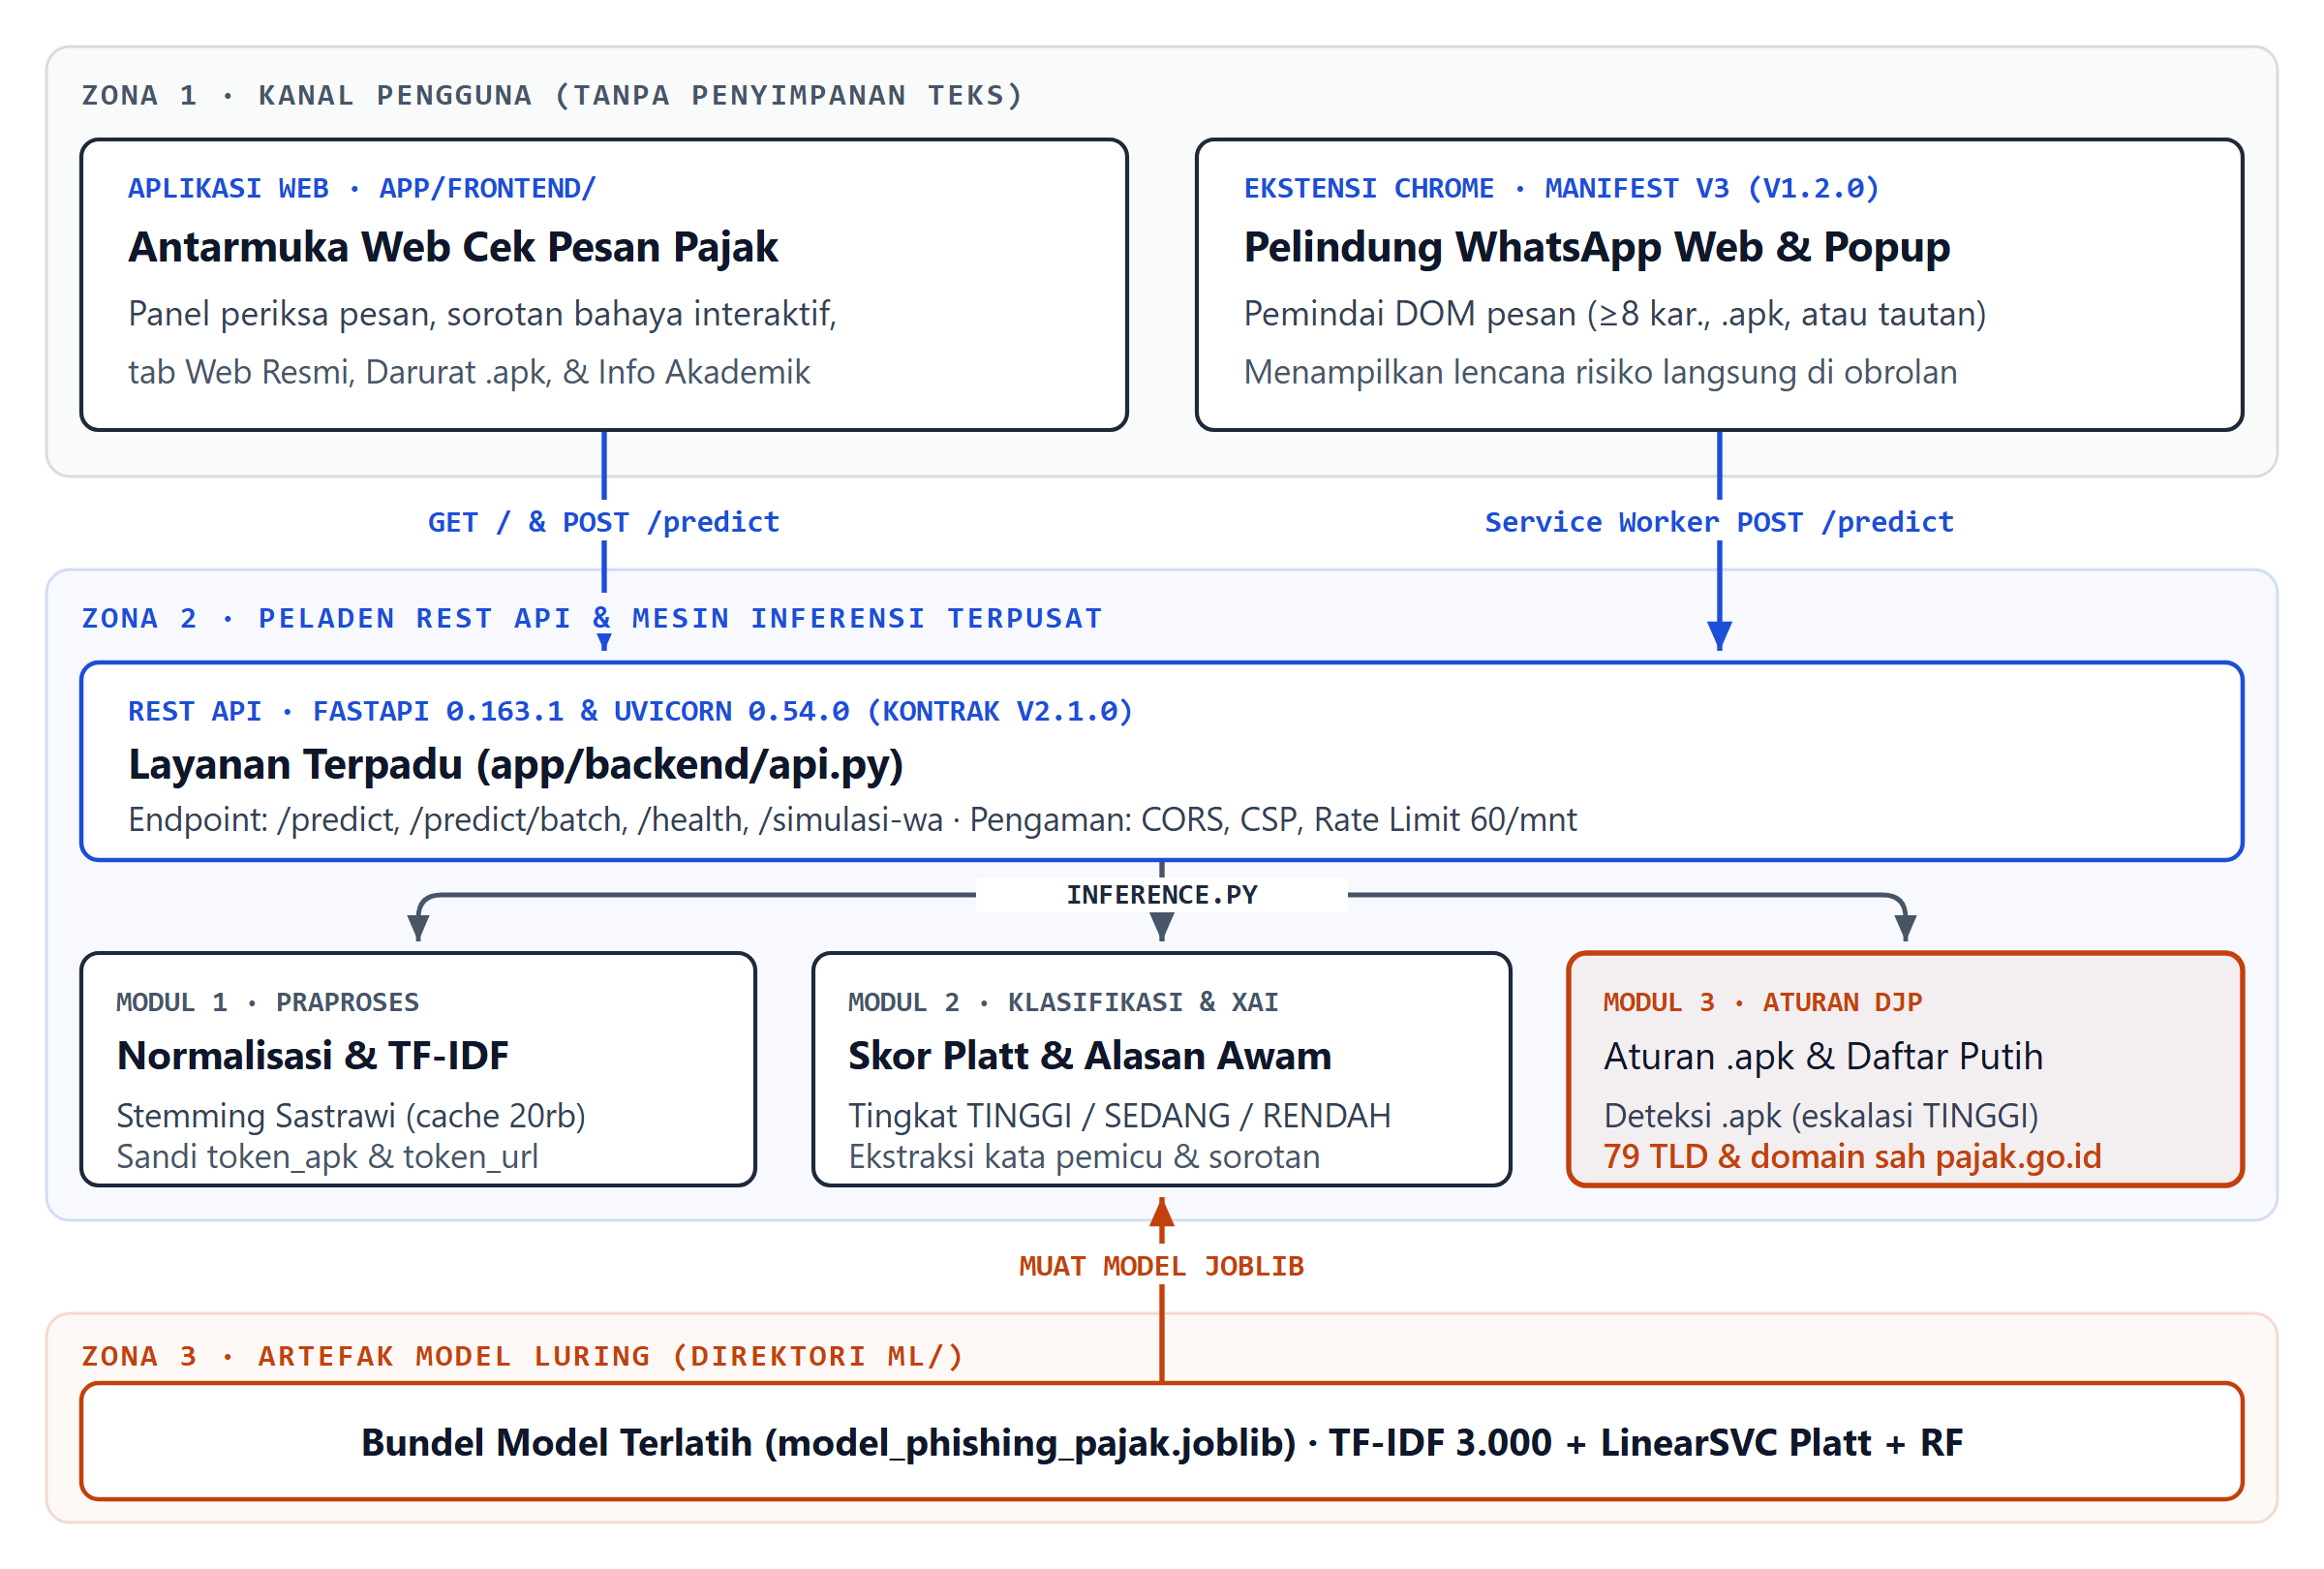 ZONA 1 · KANAL PENGGUNA (TANPA PENYIMPANAN TEKS)
APLIKASI WEB · APP/FRONTEND/
Antarmuka Web Cek Pesan Pajak
Panel periksa pesan, sorotan bahaya interaktif,
tab Web Resmi, Darurat .apk, & Info Akademik
EKSTENSI CHROME · MANIFEST V3 (V1.2.0)
Pelindung WhatsApp Web & Popup
Pemindai DOM pesan (≥8 kar., .apk, atau tautan)
Menampilkan lencana risiko langsung di obrolan
GET / & POST /predict
Service Worker POST /predict
ZONA 2 · PELADEN REST API & MESIN INFERENSI TERPUSAT
REST API · FASTAPI 0.163.1 & UVICORN 0.54.0 (KONTRAK V2.1.0)
Layanan Terpadu (app/backend/api.py)
Endpoint: /predict, /predict/batch, /health, /simulasi-wa · Pengaman: CORS, CSP, Rate Limit 60/mnt
INFERENCE.PY
MODUL 1 · PRAPROSES
Normalisasi & TF-IDF
Stemming Sastrawi (cache 20rb)
Sandi token_apk & token_url
MODUL 2 · KLASIFIKASI & XAI
Skor Platt & Alasan Awam
Tingkat TINGGI / SEDANG / RENDAH
Ekstraksi kata pemicu & sorotan
MODUL 3 · ATURAN DJP
Aturan .apk & Daftar Putih
Deteksi .apk (eskalasi TINGGI)
79 TLD & domain sah pajak.go.id
MUAT MODEL JOBLIB
ZONA 3 · ARTEFAK MODEL LURING (DIREKTORI ML/)
Bundel Model Terlatih (model_phishing_pajak.joblib) · TF-IDF 3.000 + LinearSVC Platt + RF